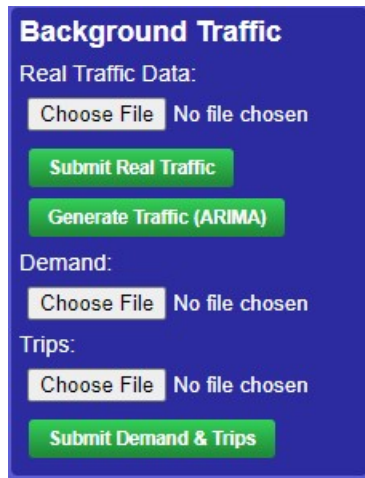 Background Traffic
Real Traffic Data:
Choose File No file chosen
Submit Real Traffic
Generate Traffic (ARIMA)
Demand:
Choose File No file chosen
Trips:
Choose File No file chosen
Submit Demand & Trips